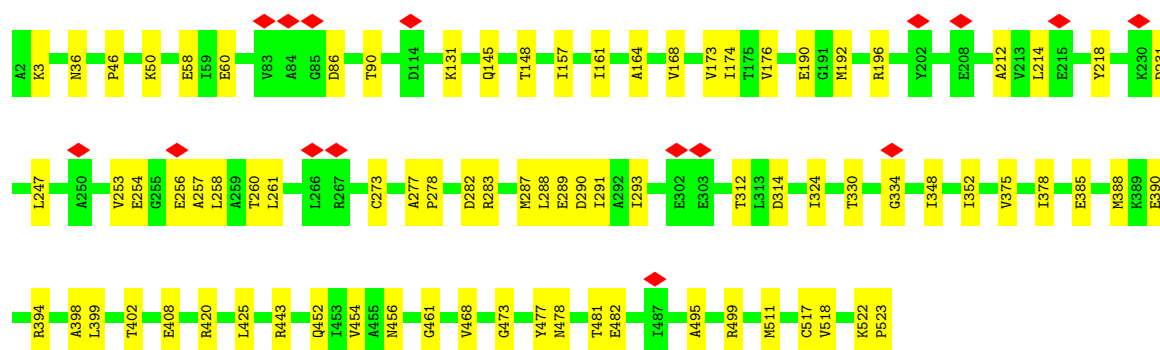 A2 K3 N36 P46 K50 E58 I59 E60 V83 A84 G85 D86 T90 D114 K131 Q145 T148 I157 I161 A164 V168 V173 I174 T175 V176 E190 G191 M192 R196 Y202 E208 A212 V213 L214 E215 Y218 K230
L247 A250 V253 E254 G255 E256 A257 L258 A259 T260 L261 L266 R267 C273 A277 P278 D282 R283 M287 L288 E289 D290 I291 A292 I293 E302 E303 T312 L313 D314 I324 T330 G334 I348 I352 V375 I378 E385 M388 K389 E390
R394 A398 L399 T402 E408 R420 L425 R443 Q452 I453 V454 A455 N456 G461 V468 G473 Y477 N478 T481 E482 I487 A495 R499 M511 C517 V518 K522 P523